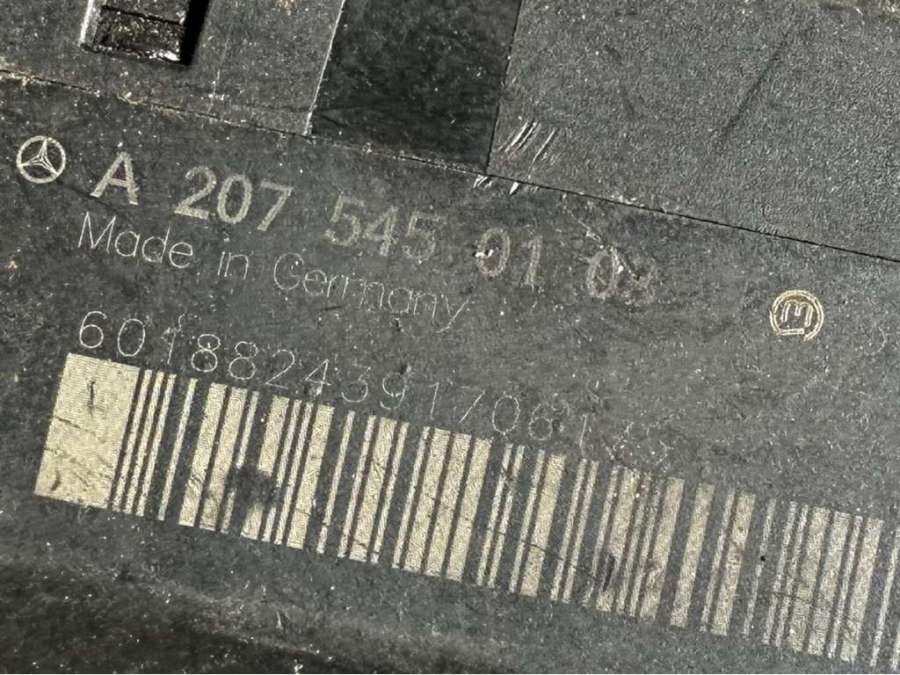 A 207 545 01 03
Made in Germany
60188243917061